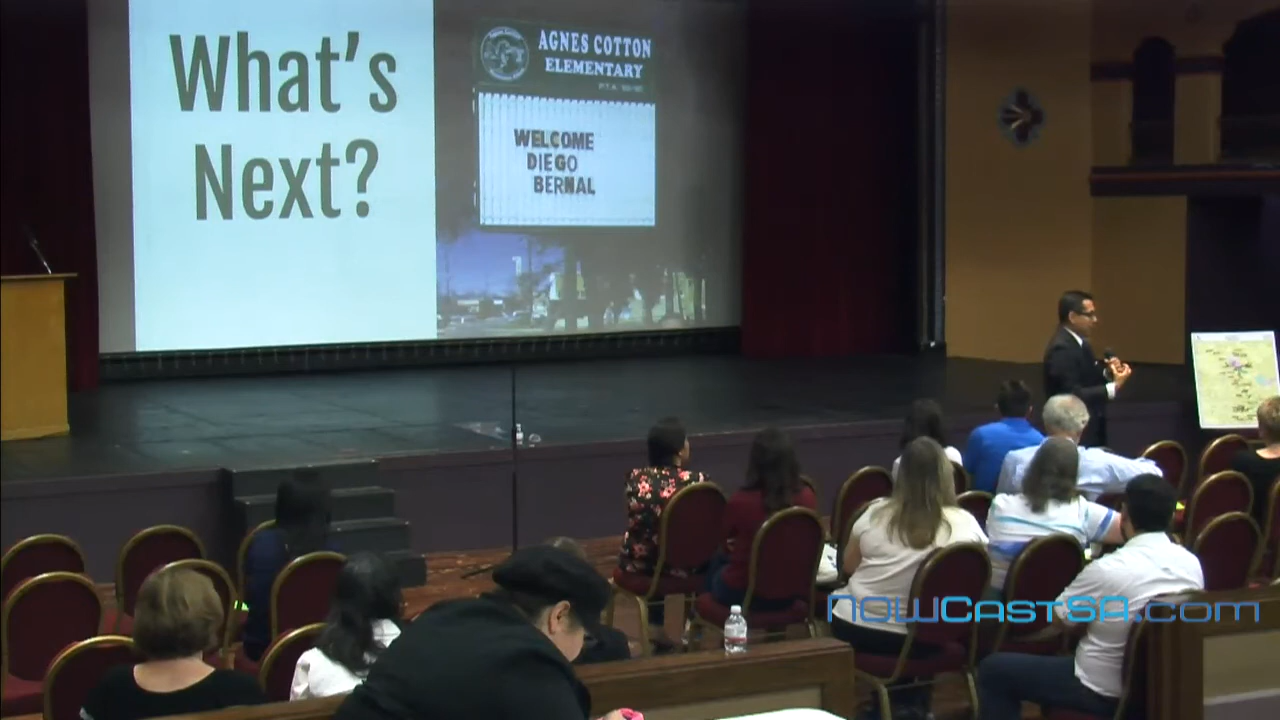 What's
Next?
AGNES COTTON
ELEMENTARY
WELCOME
DIEGO
BERNAL
NOWCastSA.com